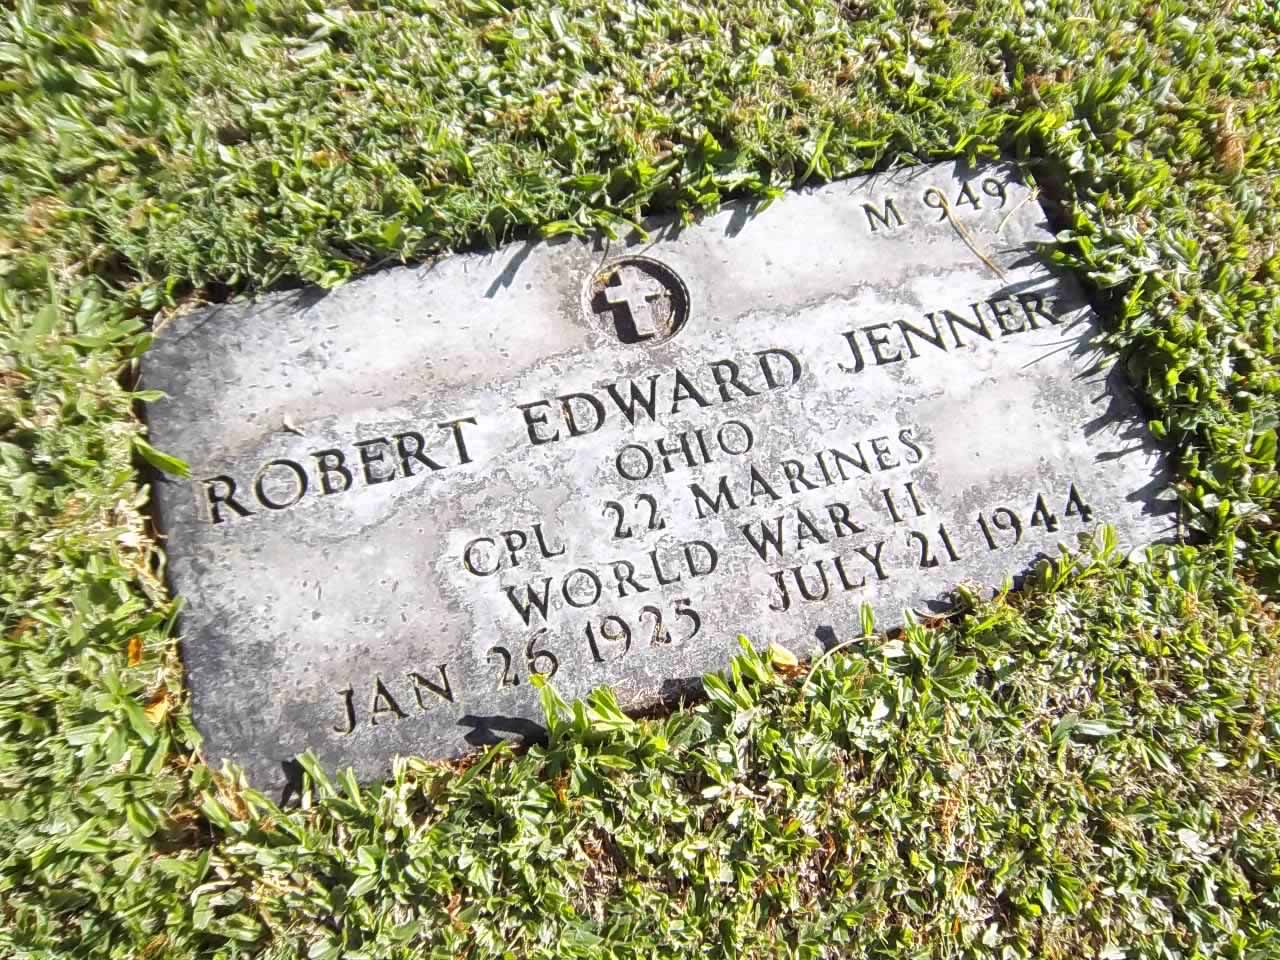 M 949
ROBERT EDWARD JENNER
OHIO
CPL 22 MARINES
WORLD WAR II
JAN 26 1925 JULY 21 1944